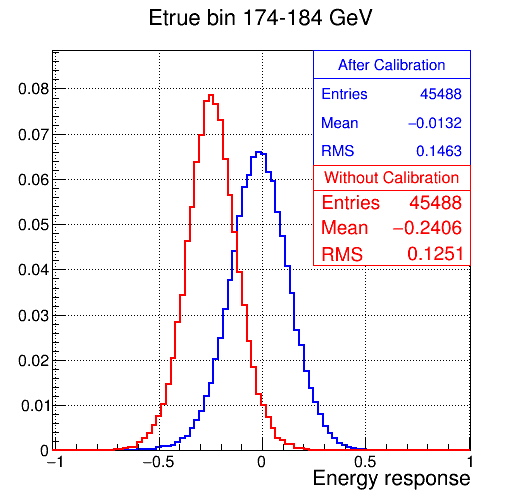 Etrue bin 174-184 GeV
After Calibration
Entries 45488
Mean −0.0132
RMS 0.1463
Without Calibration
Entries 45488
Mean −0.2406
RMS 0.1251
0.08
0.07
0.06
0.05
0.04
0.03
0.02
0.01
0
−1 −0.5 0 0.5 1
Energy response